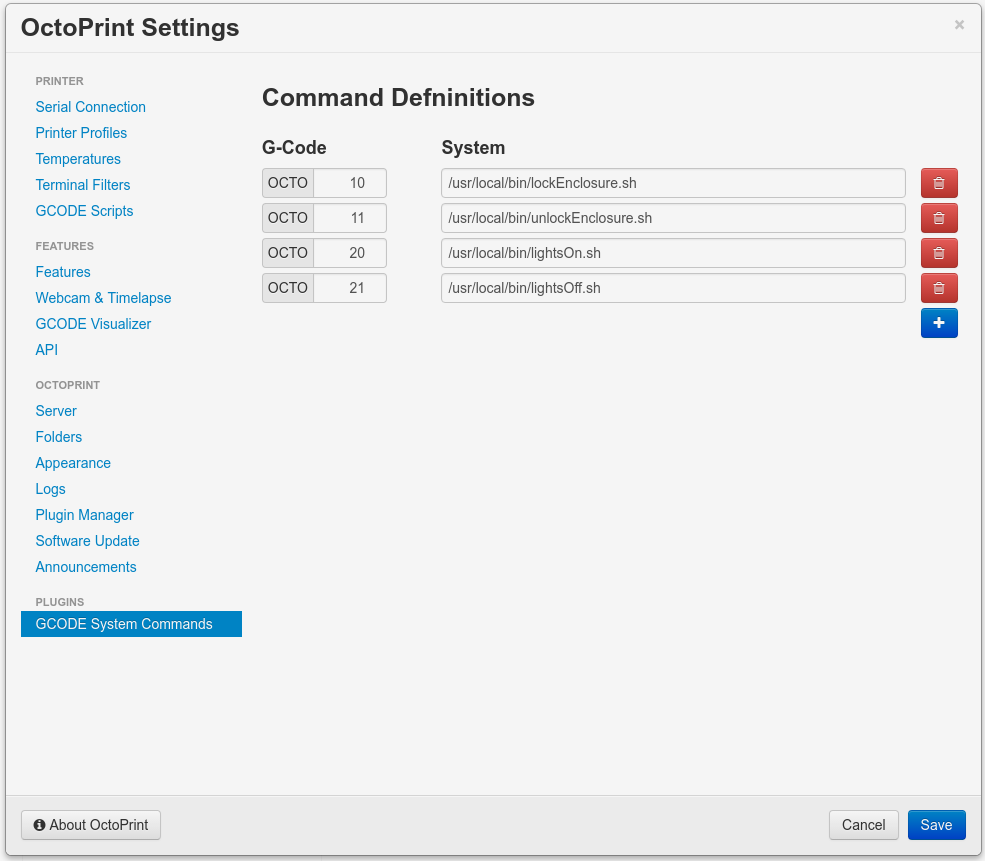 OctoPrint Settings
×
PRINTER
Serial Connection
Printer Profiles
Temperatures
Terminal Filters
GCODE Scripts
FEATURES
Features
Webcam & Timelapse
GCODE Visualizer
API
OCTOPRINT
Server
Folders
Appearance
Logs
Plugin Manager
Software Update
Announcements
PLUGINS
GCODE System Commands
Command Defninitions
G-Code System
OCTO 10 /usr/local/bin/lockEnclosure.sh
OCTO 11 /usr/local/bin/unlockEnclosure.sh
OCTO 20 /usr/local/bin/lightsOn.sh
OCTO 21 /usr/local/bin/lightsOff.sh
About OctoPrint Cancel Save